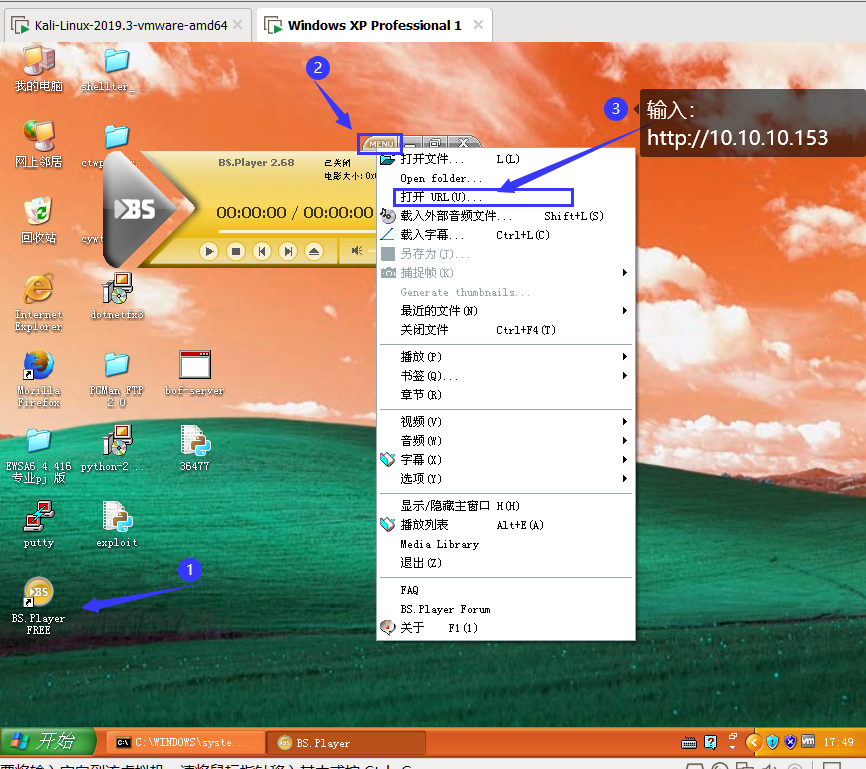 Kali-Linux-2019.3-vmware-amd64
Windows XP Professional 1
我的电脑
shellter_...
网上邻居
回收站
Internet Explorer
dotnetfx3
Mozilla Firefox
PGMan FTP 2.0
bof-server
EWSA6.4.416 专业pj 版
python-2....
36477
putty
exploit
BS.Player FREE
1
2
3
输入:
http://10.10.10.153
MENU
BS.Player 2.68
已关闭
BS
00:00:00 / 00:00:00
打开文件... L(L)
Open folder...
打开 URL(U)...
载入外部音频文件... Shift+L(S)
载入字幕... Ctrl+L(C)
另存为(J)...
捕捉帧(K)
Generate thumbnails...
最近的文件(N)
关闭文件 Ctrl+F4(T)
播放(P)
书签(Q)...
章节(R)
视频(V)
音频(W)
字幕(X)
选项(Y)
显示/隐藏主窗口 H(H)
播放列表 Alt+E(A)
Media Library
退出(Z)
FAQ
BS.Player Forum
关于 F1(1)
开始
C:\WINDOWS\syste...
BS.Player
17:49